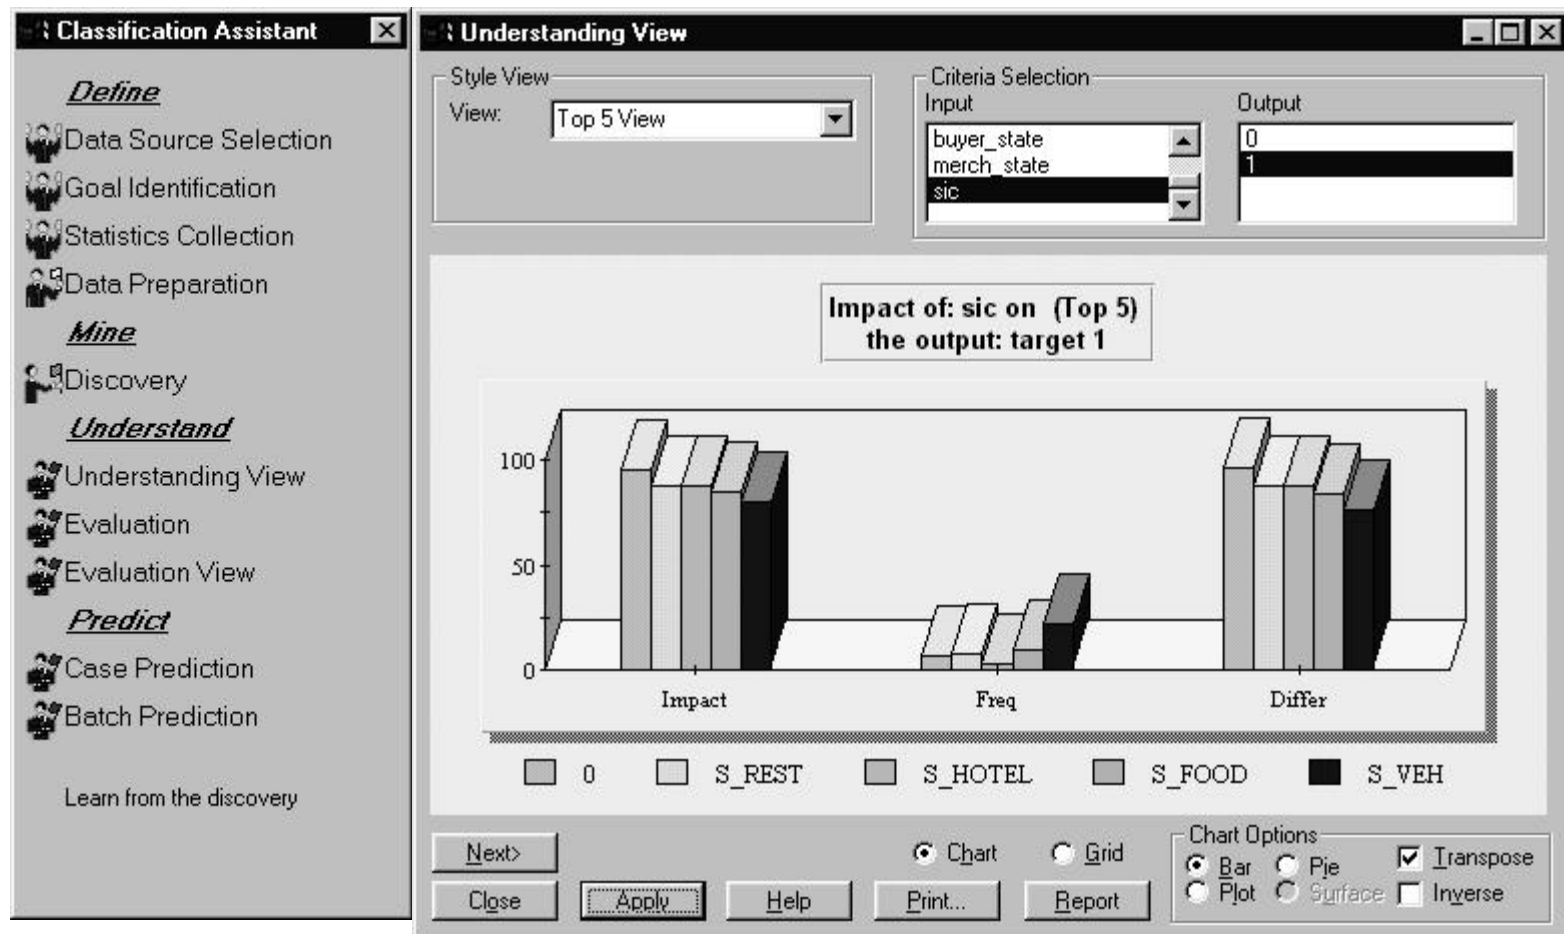 Classification Assistant
Define
Data Source Selection
Goal Identification
Statistics Collection
Data Preparation
Mine
Discovery
Understand
Understanding View
Evaluation
Evaluation View
Predict
Case Prediction
Batch Prediction
Learn from the discovery
Understanding View
Style View
View:
Top 5 View
Criteria Selection
Input
buyer_state
merch_state
sic
Output
0
1
Impact of: sic on (Top 5)
the output: target 1
100
50
0
Impact
Freq
Differ
0
S_REST
S_HOTEL
S_FOOD
S_VEH
Next>
Chart
Grid
Close
Apply
Help
Print...
Report
Chart Options
Bar
Pie
Transpose
Plot
Surface
Inverse